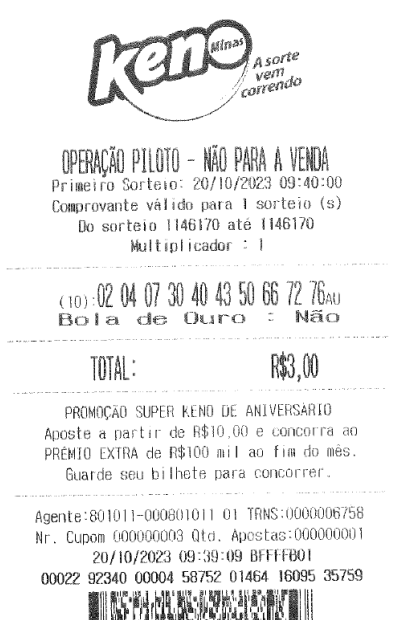 Keno Minas
A sorte
vem
correndo
OPERAÇÃO PILOTO - NÃO PARA A VENDA
Primeiro Sorteio: 20/10/2023 09:40:00
Comprovante válido para 1 sorteio (s)
Do sorteio 1146170 até 1146170
Multiplicador : 1
(10):02 04 07 30 40 43 50 66 72 76AU
Bola de Ouro : Não
TOTAL: R$3,00
PROMOÇÃO SUPER KENO DE ANIVERSÁRIO
Aposte a partir de R$10,00 e concorra ao
PRÊMIO EXTRA de R$100 mil ao fim do mês.
Guarde seu bilhete para concorrer.
Agente:801011-000801011 01 TRNS:0000006758
Nr. Cupom 000000003 Qtd. Apostas:000000001
20/10/2023 09:39:09 BFFFFB01
00022 92340 00004 58752 01464 16095 35759